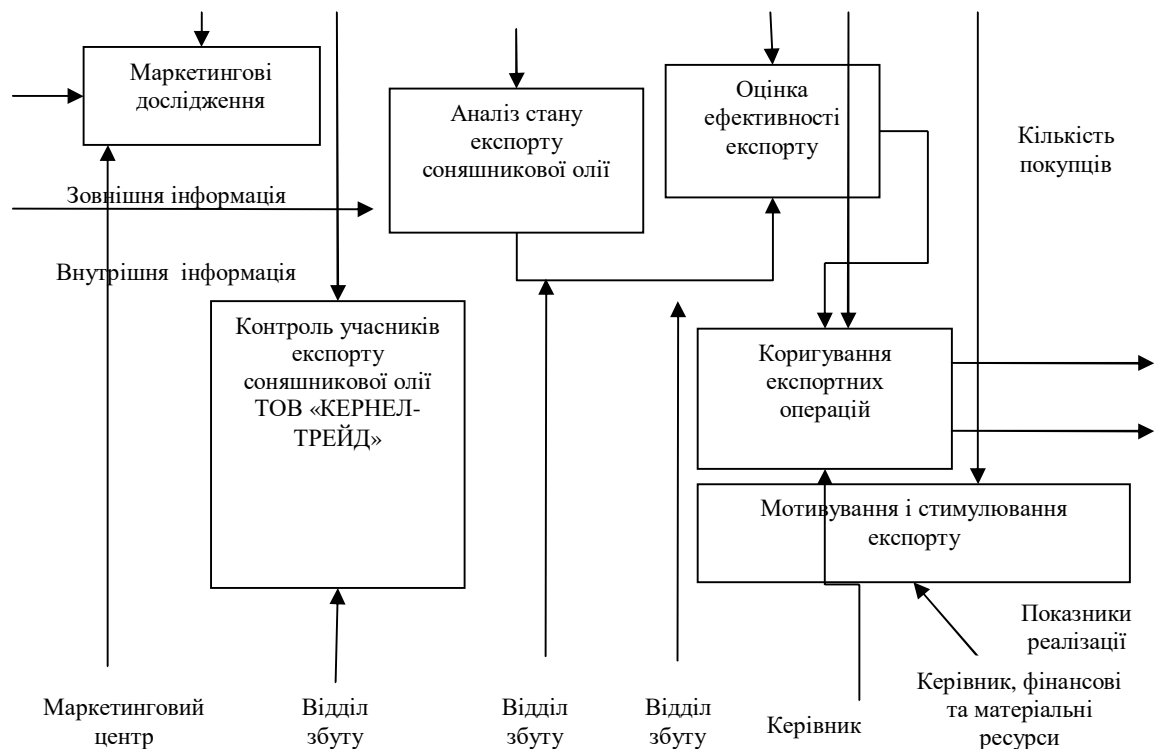 Маркетингові
дослідження
Аналіз стану
експорту
соняшникової олії
Оцінка
ефективності
експорту
Кількість
покупців
Зовнішня інформація
Внутрішня інформація
Контроль учасників
експорту
соняшникової олії
ТОВ «КЕРНЕЛ-
ТРЕЙД»
Коригування
експортних
операцій
Мотивування і стимулювання
експорту
Показники
реалізації
Маркетинговий
центр
Відділ
збуту
Відділ
збуту
Відділ
збуту
Керівник
Керівник, фінансові
та матеріальні
ресурси